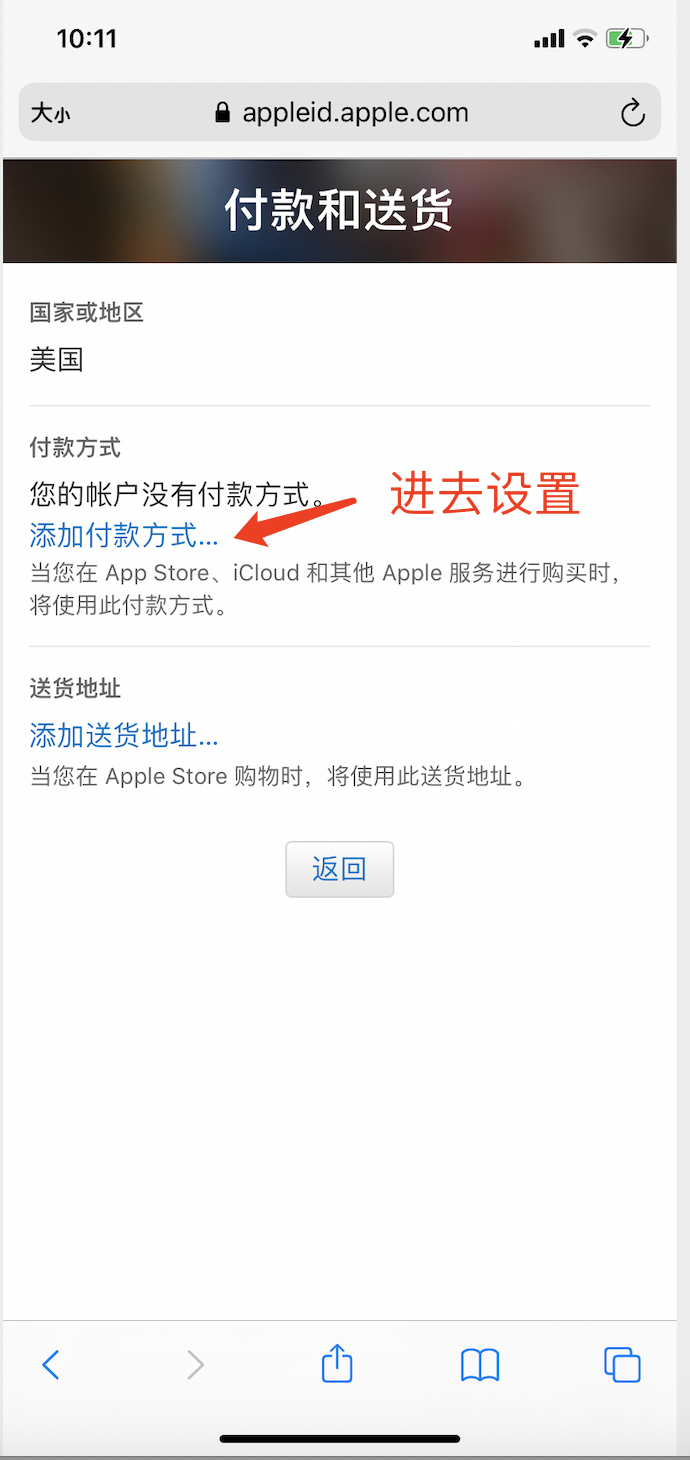 10:11
大小 appleid.apple.com
付款和送货
国家或地区
美国
付款方式
您的帐户没有付款方式。
进去设置
添加付款方式...
当您在 App Store、iCloud 和其他 Apple 服务进行购买时，
将使用此付款方式。
送货地址
添加送货地址...
当您在 Apple Store 购物时，将使用此送货地址。
返回